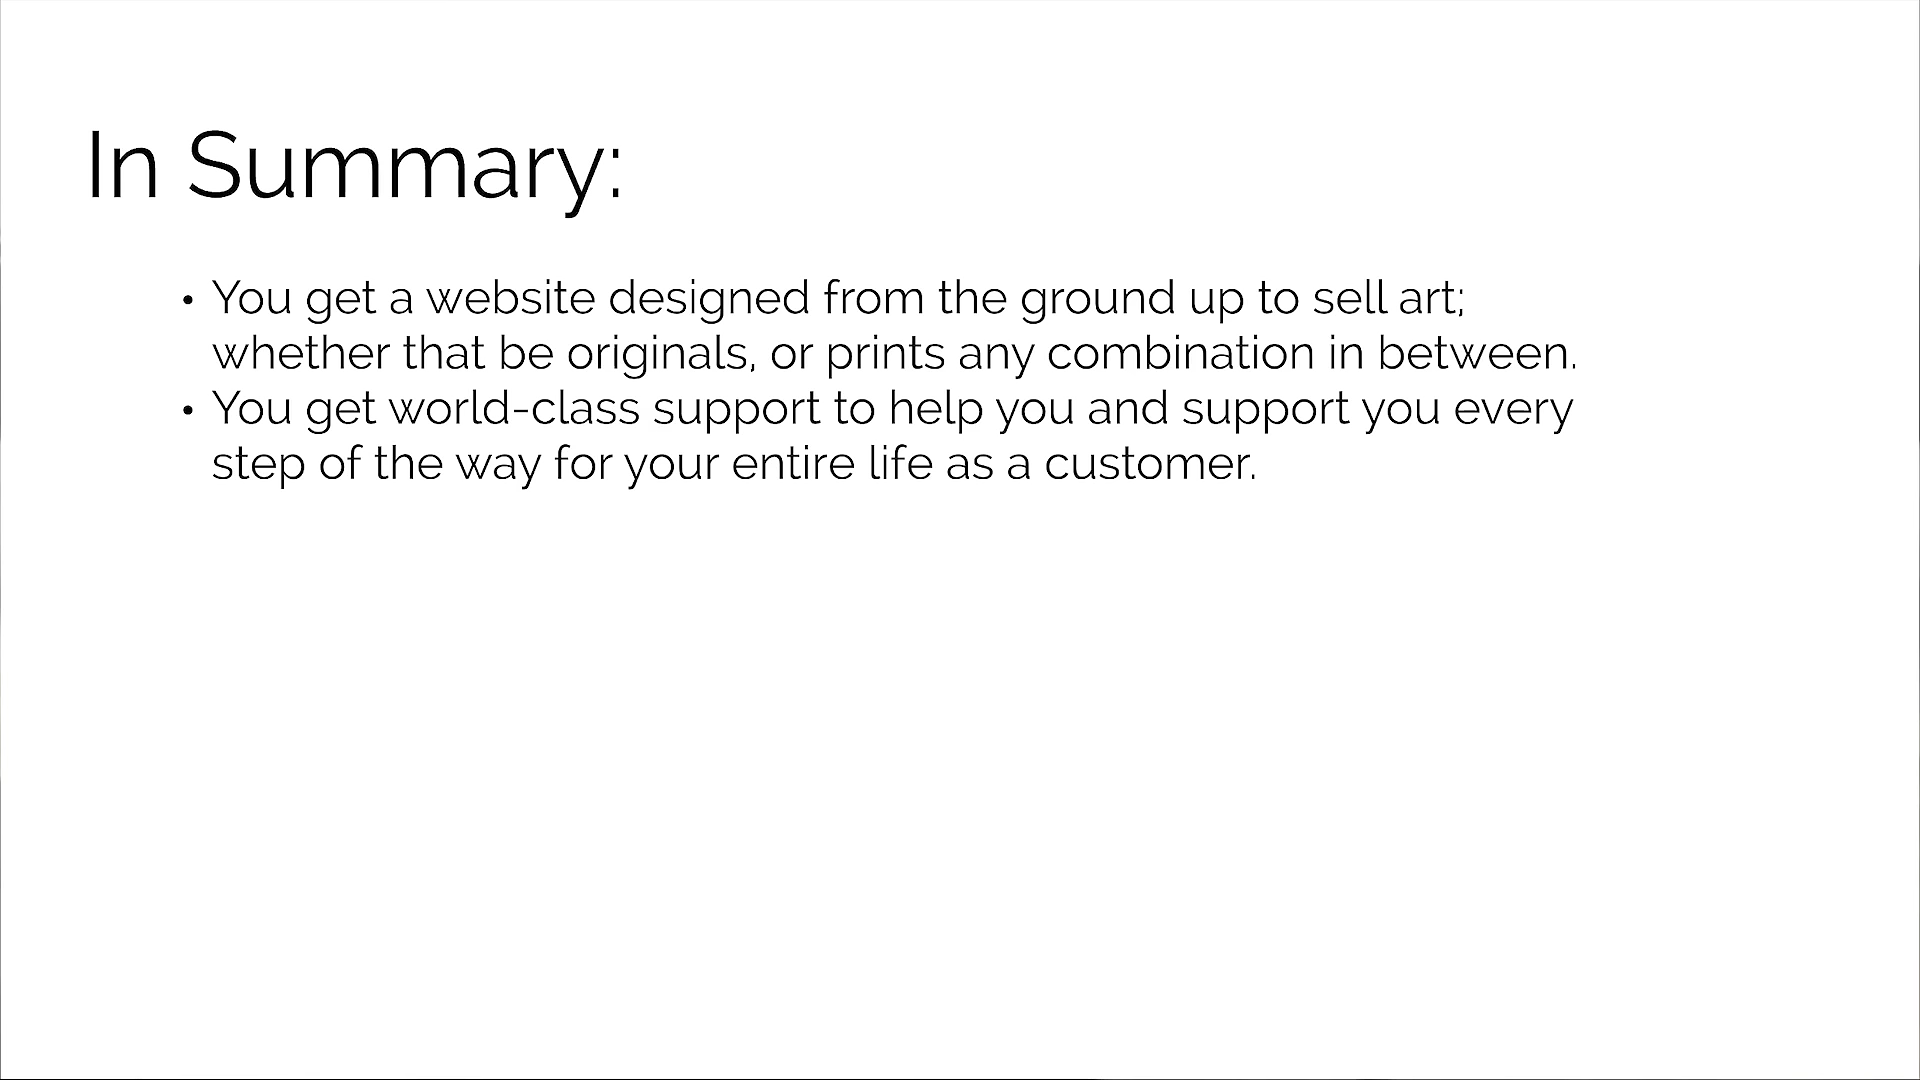 In Summary:
• You get a website designed from the ground up to sell art;
whether that be originals, or prints any combination in between.
• You get world-class support to help you and support you every
step of the way for your entire life as a customer.